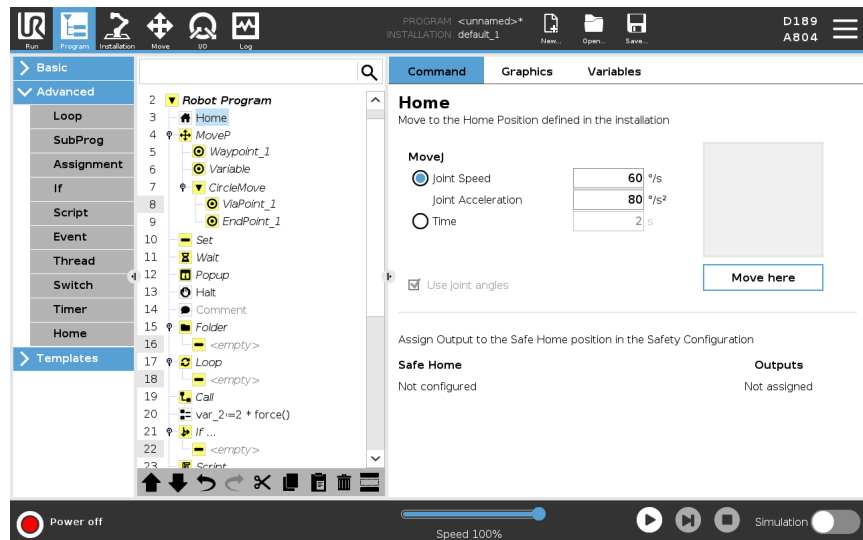 Run
Program
Installation
Move
I/O
Log
PROGRAM <unnamed>*
INSTALLATION default_1
New...
Open...
Save...
D189
A804
Basic
Advanced
Loop
SubProg
Assignment
If
Script
Event
Thread
Switch
Timer
Home
Templates
2 Robot Program
3 Home
4 MoveP
5 Waypoint_1
6 Variable
7 CircleMove
8 ViaPoint_1
9 EndPoint_1
10 Set
11 Wait
12 Popup
13 Halt
14 Comment
15 Folder
16 <empty>
17 Loop
18 <empty>
19 Call
20 var_2≔2 * force()
21 If ...
22 <empty>
23 Script
Command Graphics Variables
Home
Move to the Home Position defined in the installation
MoveJ
Joint Speed 60 °/s
Joint Acceleration 80 °/s²
Time 2 s
Use joint angles
Move here
Assign Output to the Safe Home position in the Safety Configuration
Safe Home Outputs
Not configured Not assigned
Power off
Speed 100%
Simulation